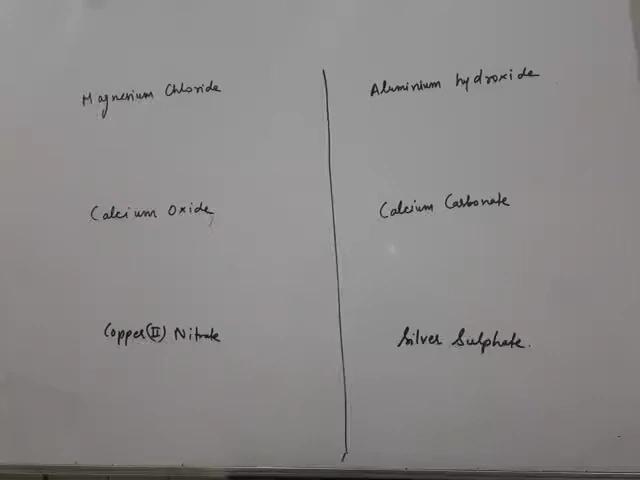 Magnesium Chloride
Calcium Oxide
Copper(II) Nitrate
Aluminium hydroxide
Calcium Carbonate
Silver Sulphate.